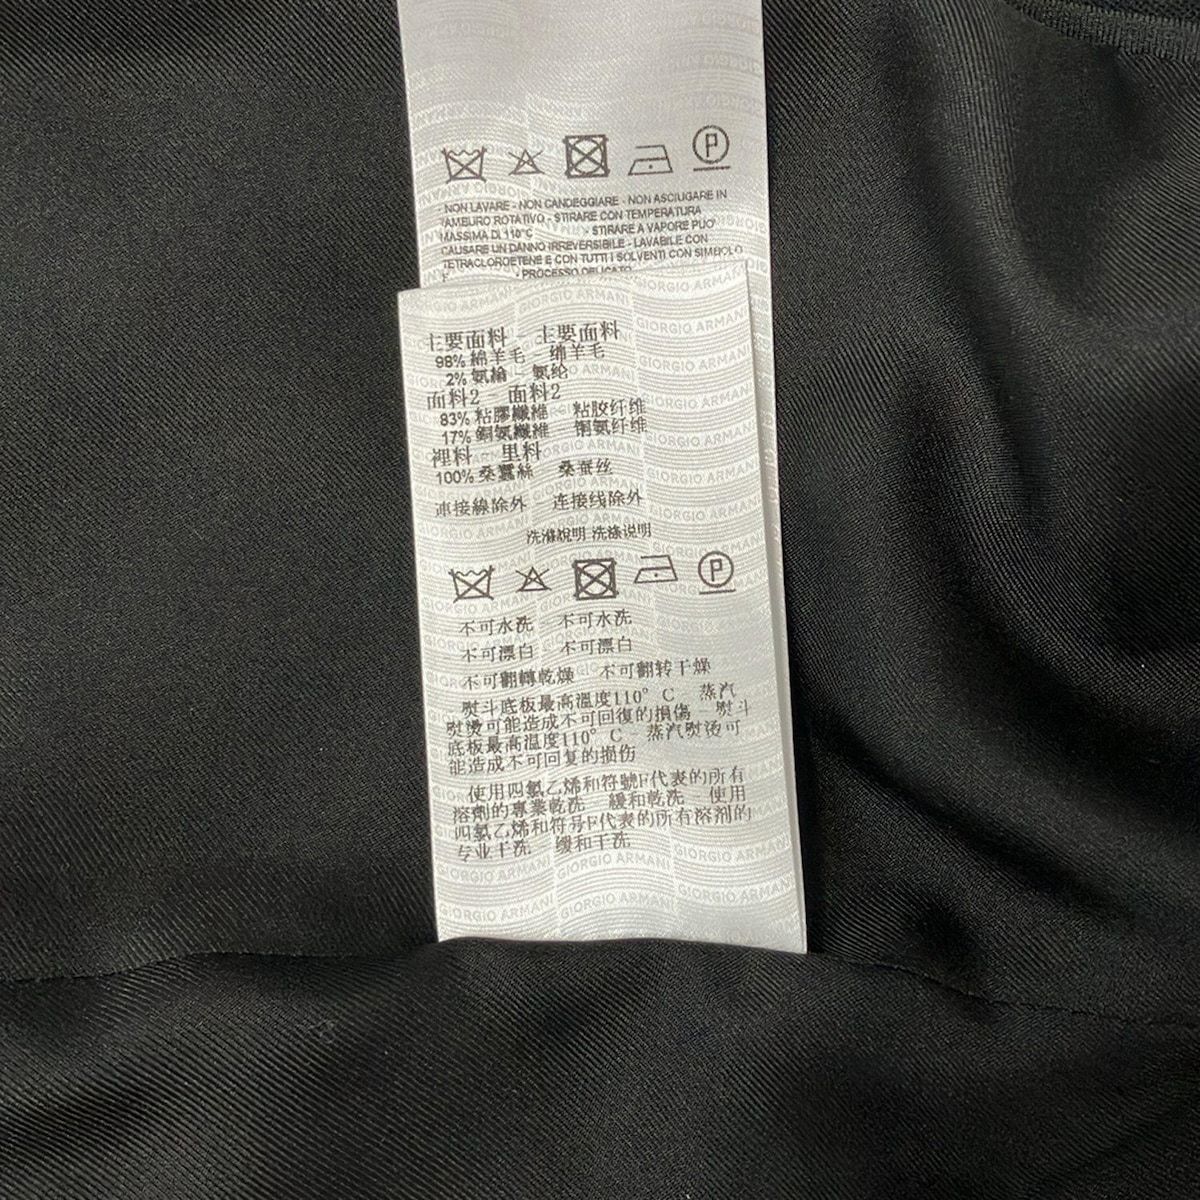 NON LAVARE - NON CANDEGGIARE - NON ASCIUGARE IN
TAMBURO ROTATIVO - STIRARE CON TEMPERATURA
MASSIMA DI 110°C - STIRARE A VAPORE PUO'
CAUSARE UN DANNO IRREVERSIBILE - LAVABILE CON
TETRACLOROETENE E CON TUTTI I SOLVENTI CON SIMBOLO
F - PROCESSO DELICATO
GIORGIO ARMANI
主要面料 - 主要面料
98% 綿羊毛 - 绵羊毛
2% 氨綸 - 氨纶
面料2 - 面料2
83% 粘膠纖維 粘胶纤维
17% 銅氨纖維 铜氨纤维
裡料 - 里料
100% 桑蠶絲 桑蚕丝
連接線除外 连接线除外
洗滌說明 洗涤说明
不可水洗 不可水洗
不可漂白 不可漂白
不可翻轉乾燥 不可翻转干燥
熨斗底板最高溫度110° C - 蒸汽
熨燙可能造成不可回復的損傷 - 熨斗
底板最高温度110° C - 蒸汽熨烫可
能造成不可回复的损伤
使用四氯乙烯和符號F代表的所有
溶劑的專業乾洗 緩和乾洗 使用
四氯乙烯和符号F代表的所有溶剂的
专业干洗 缓和干洗
GIORGIO ARMANI